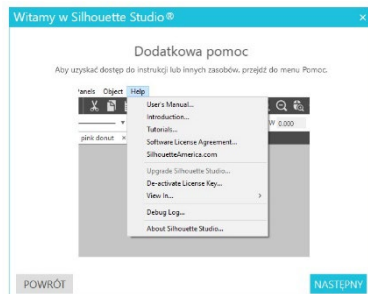 Witamy w Silhouette Studio®
×
Dodatkowa pomoc
Aby uzyskać dostęp do instrukcji lub innych zasobów, przejdź do menu Pomoc.
Panels Object Help
User's Manual...
Introduction...
Tutorials...
Software License Agreement...
SilhouetteAmerica.com
Upgrade Silhouette Studio...
De-activate License Key...
View In...
Debug Log...
About Silhouette Studio...
W 0.000
pink donut ×
POWRÓT
NASTĘPNY